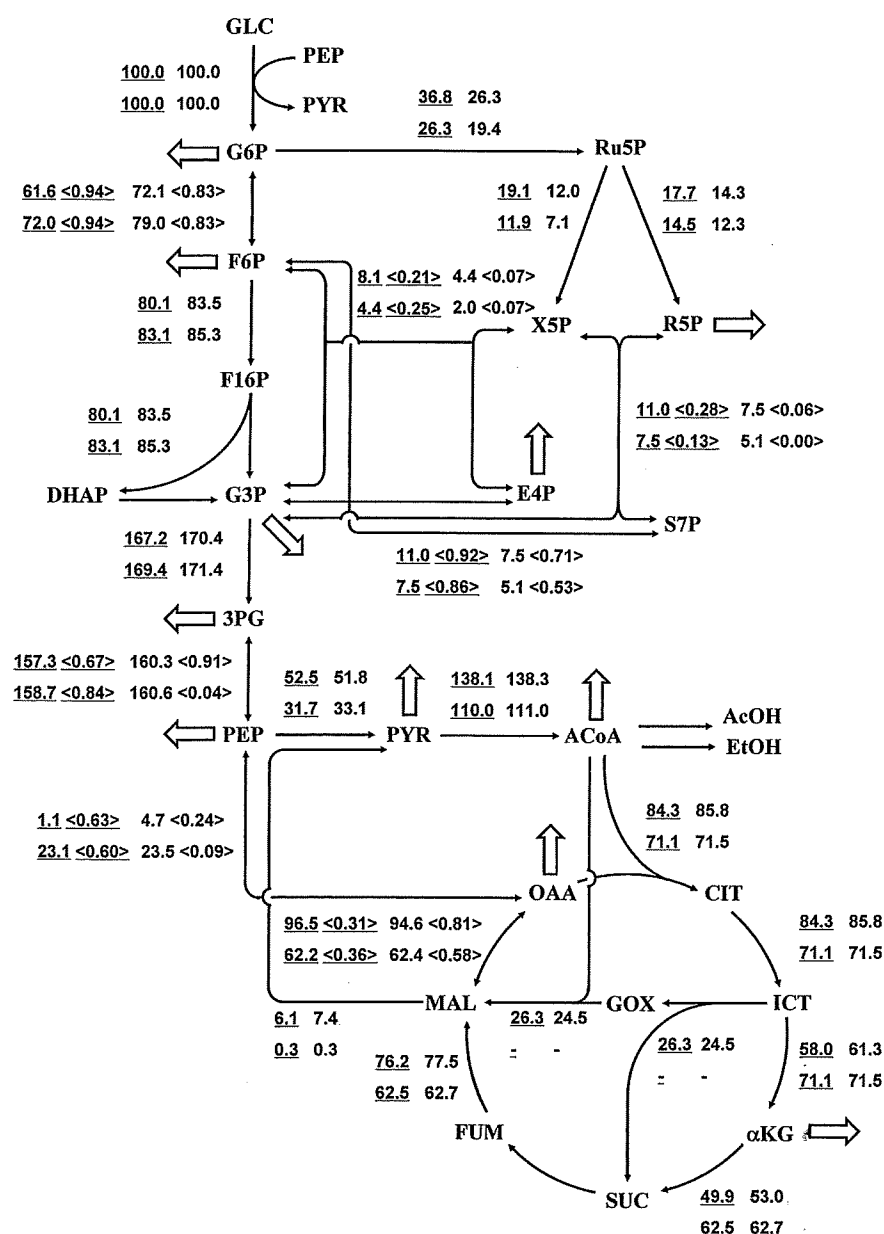 GLC
PEP
100.0 100.0
100.0 100.0
PYR
36.8 26.3
26.3 19.4
G6P
Ru5P
61.6 <0.94> 72.1 <0.83>
72.0 <0.94> 79.0 <0.83>
19.1 12.0
11.9 7.1
17.7 14.3
14.5 12.3
F6P
8.1 <0.21> 4.4 <0.07>
4.4 <0.25> 2.0 <0.07>
80.1 83.5
83.1 85.3
X5P
R5P
F16P
80.1 83.5
83.1 85.3
11.0 <0.28> 7.5 <0.06>
7.5 <0.13> 5.1 <0.00>
DHAP
G3P
E4P
S7P
167.2 170.4
169.4 171.4
11.0 <0.92> 7.5 <0.71>
7.5 <0.86> 5.1 <0.53>
3PG
157.3 <0.67> 160.3 <0.91>
158.7 <0.84> 160.6 <0.04>
52.5 51.8
31.7 33.1
138.1 138.3
110.0 111.0
PEP
PYR
ACoA
AcOH
EtOH
1.1 <0.63> 4.7 <0.24>
23.1 <0.60> 23.5 <0.09>
84.3 85.8
71.1 71.5
OAA
CIT
96.5 <0.31> 94.6 <0.81>
62.2 <0.36> 62.4 <0.58>
84.3 85.8
71.1 71.5
MAL
GOX
ICT
6.1 7.4
0.3 0.3
26.3 24.5
- -
26.3 24.5
- -
58.0 61.3
71.1 71.5
76.2 77.5
62.5 62.7
FUM
αKG
SUC
49.9 53.0
62.5 62.7